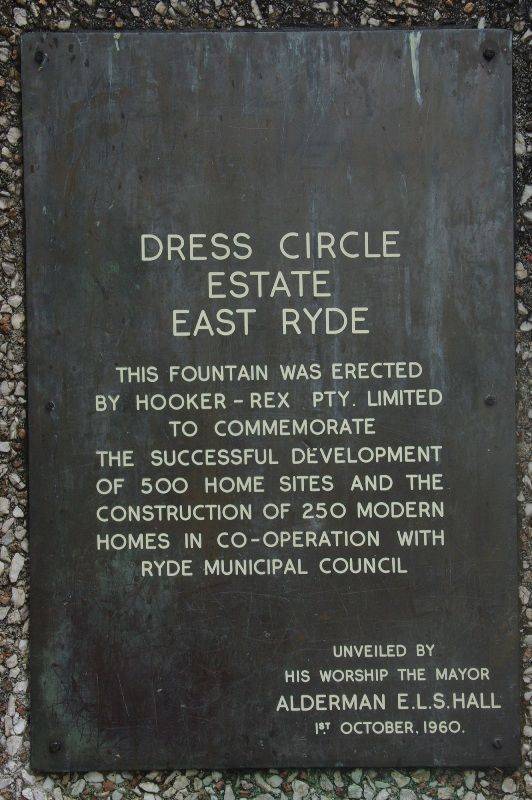 DRESS CIRCLE
ESTATE
EAST RYDE
THIS FOUNTAIN WAS ERECTED
BY HOOKER-REX PTY. LIMITED
TO COMMEMORATE
THE SUCCESSFUL DEVELOPMENT
OF 500 HOME SITES AND THE
CONSTRUCTION OF 250 MODERN
HOMES IN CO-OPERATION WITH
RYDE MUNICIPAL COUNCIL
UNVEILED BY
HIS WORSHIP THE MAYOR
ALDERMAN E.L.S.HALL
1ST OCTOBER, 1960.